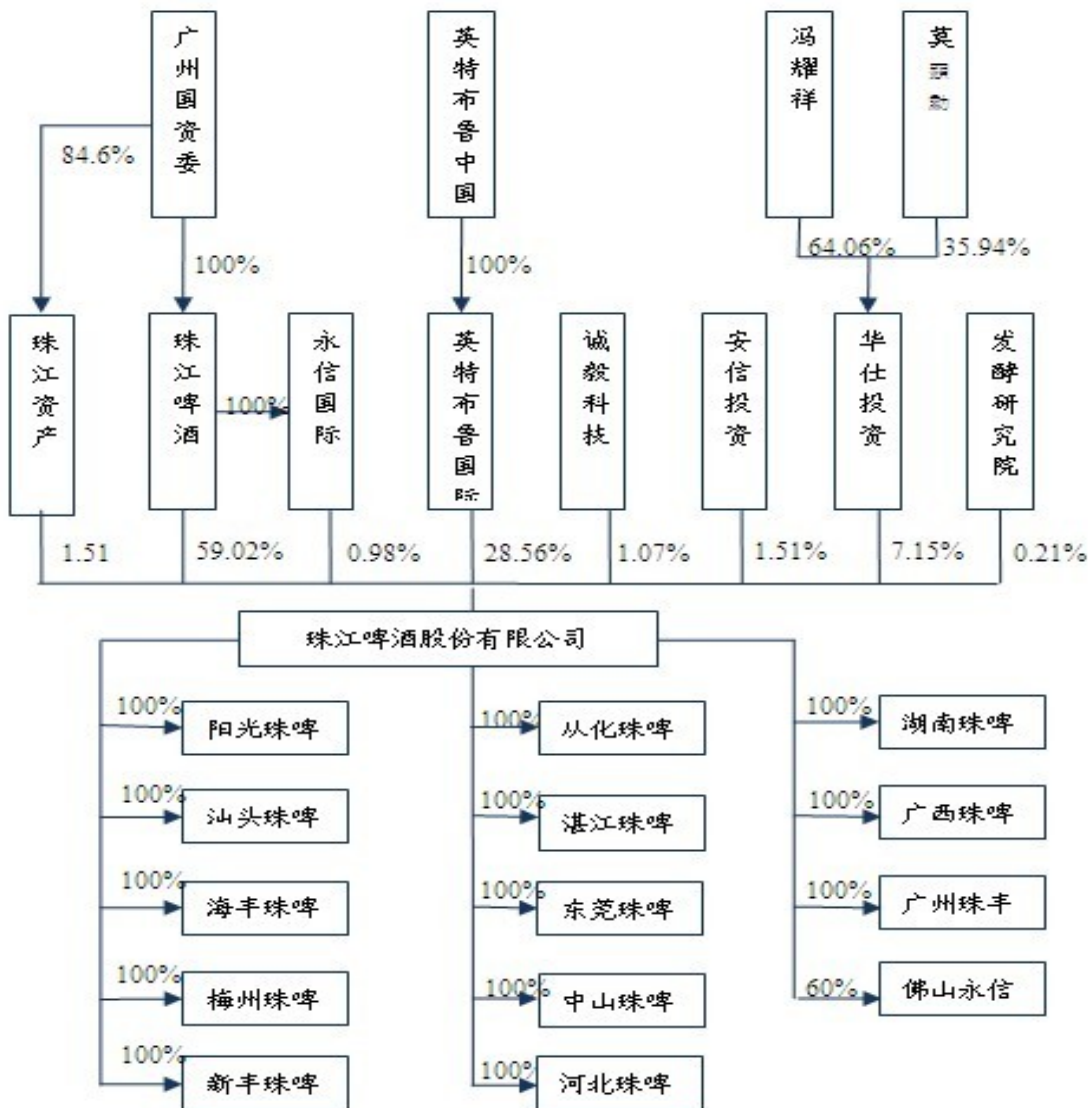 广州国资委
英特布鲁中国
冯耀祥
莫
84.6%
100%
100%
64.06%
35.94%
珠江资产
珠江啤酒
100%
永信国际
英特布鲁国际
诚毅科技
安信投资
华仕投资
发酵研究院
1.51
59.02%
0.98%
28.56%
1.07%
1.51%
7.15%
0.21%
珠江啤酒股份有限公司
100%
阳光珠啤
100%
从化珠啤
100%
湖南珠啤
100%
汕头珠啤
100%
湛江珠啤
100%
广西珠啤
100%
海丰珠啤
100%
东莞珠啤
100%
广州珠丰
100%
梅州珠啤
100%
中山珠啤
60%
佛山永信
100%
新丰珠啤
100%
河北珠啤